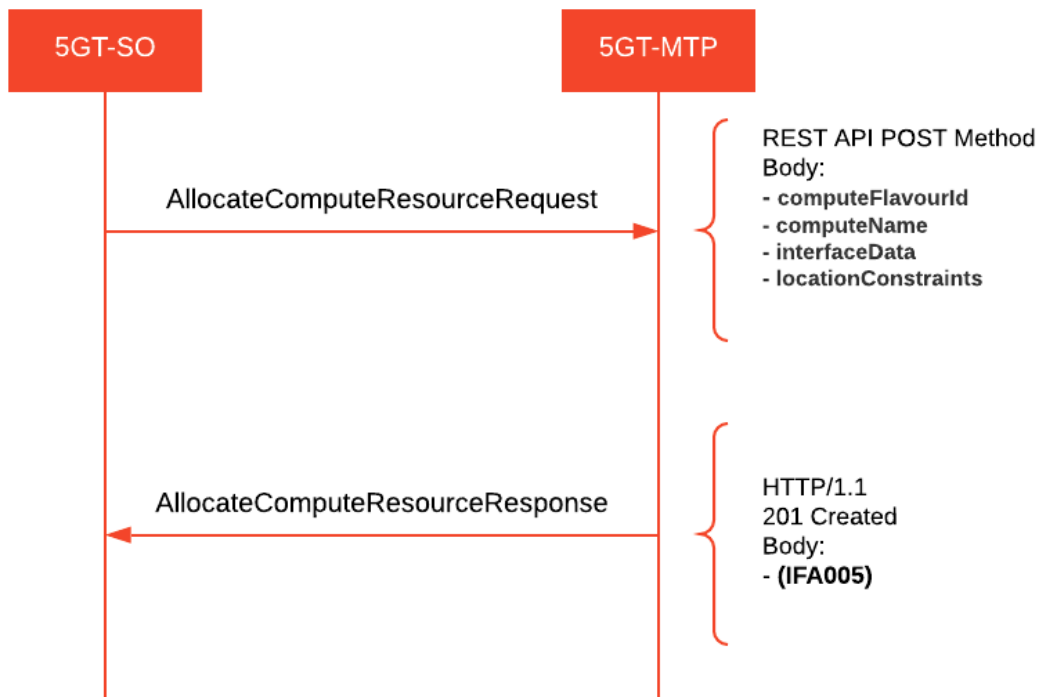 5GT-SO
5GT-MTP
REST API POST Method
Body:
- computeFlavourId
- computeName
- interfaceData
- locationConstraints
AllocateComputeResourceRequest
AllocateComputeResourceResponse
HTTP/1.1
201 Created
Body:
- (IFA005)